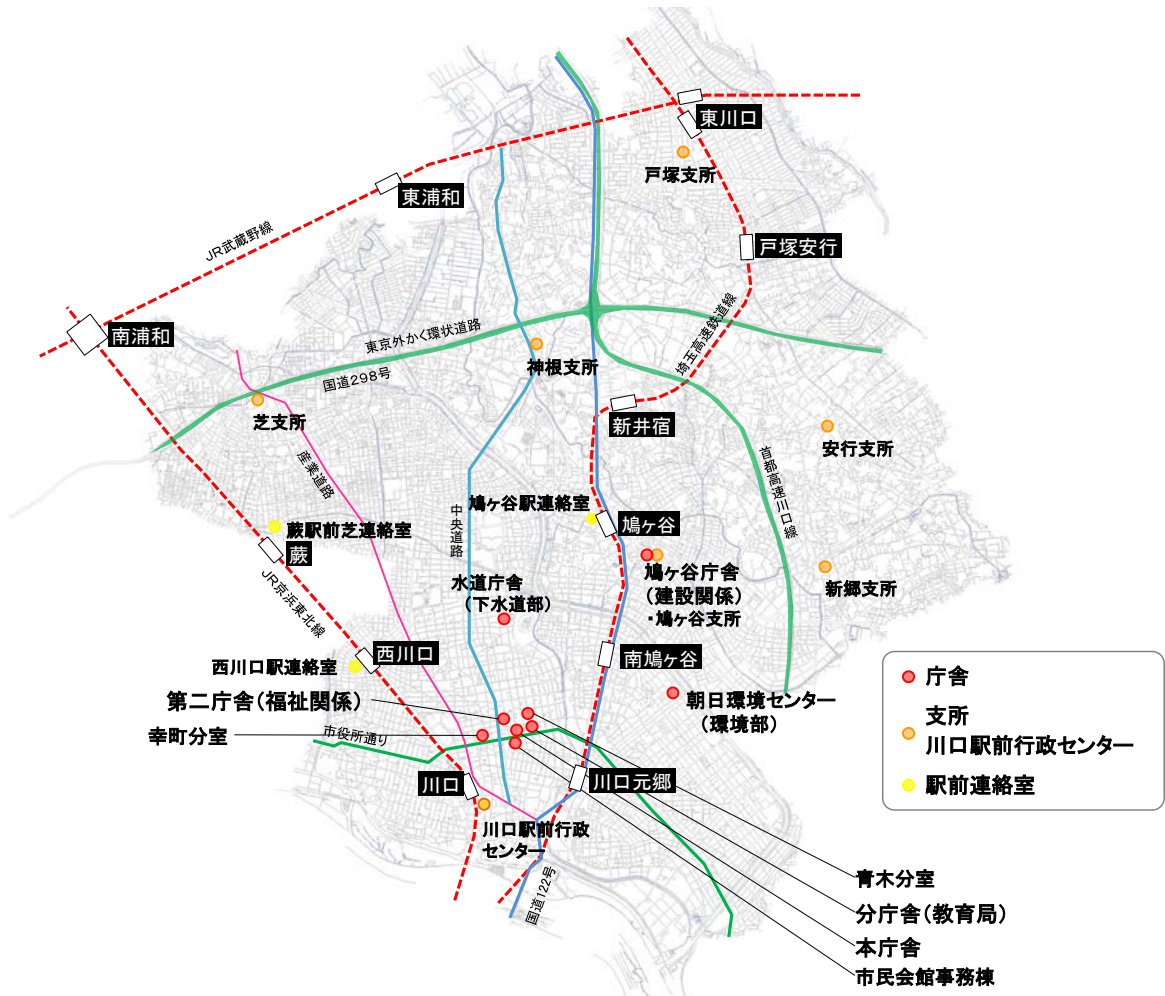 東川口
戸塚支所
東浦和
JR武蔵野線
戸塚安行
南浦和
東京外かく環状道路
国道298号
埼玉高速鉄道線
神根支所
芝支所
新井宿
安行支所
産業道路
首都高速川口線
中央道路
鳩ヶ谷駅連絡室
鳩ヶ谷
蕨駅前芝連絡室
蕨
JR京浜東北線
水道庁舎
(下水道部)
鳩ヶ谷庁舎
(建設関係)
・鳩ヶ谷支所
新郷支所
西川口
西川口駅連絡室
南鳩ヶ谷
第二庁舎(福祉関係)
幸町分室
市役所通り
朝日環境センター
(環境部)
庁舎
支所
川口駅前行政センター
駅前連絡室
川口
川口元郷
川口駅前行政
センター
国道122号
青木分室
分庁舎(教育局)
本庁舎
市民会館事務棟